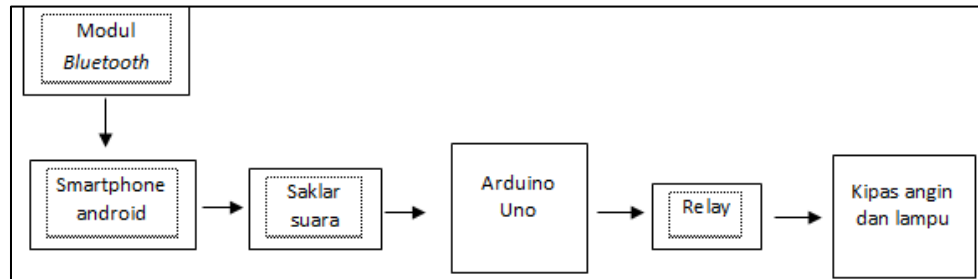 Modul
Bluetooth
Smartphone
android
Saklar
suara
Arduino
Uno
Relay
Kipas angin
dan lampu